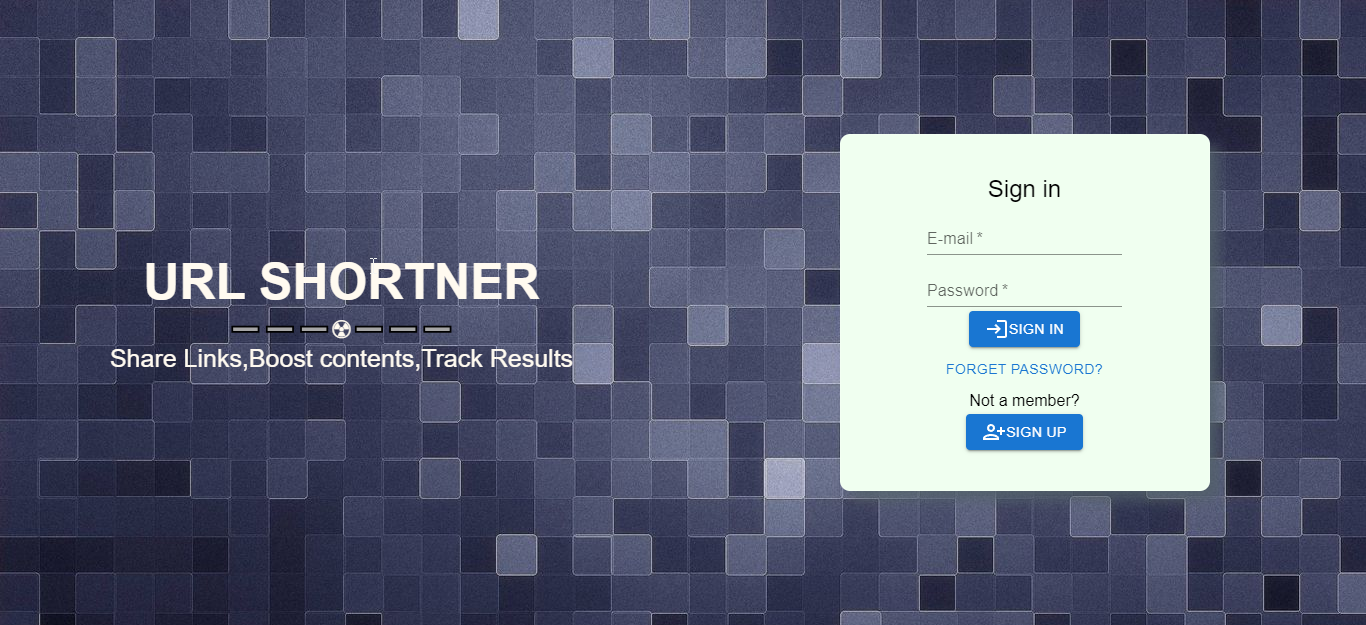 URL SHORTNER
Share Links,Boost contents,Track Results
Sign in
E-mail *
Password *
SIGN IN
FORGET PASSWORD?
Not a member?
SIGN UP